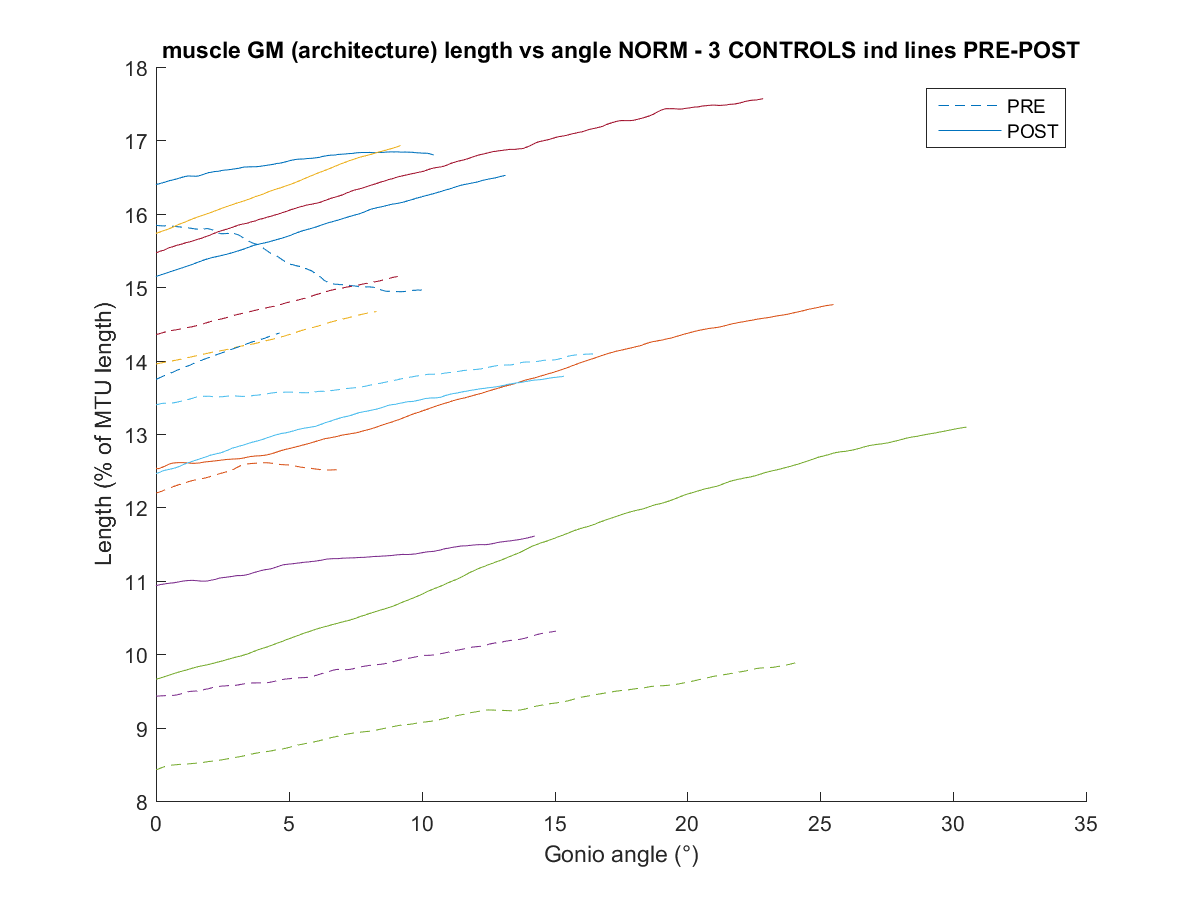 muscle GM (architecture) length vs angle NORM - 3 CONTROLS ind lines PRE-POST
PRE
POST
Length (% of MTU length)
18
17
16
15
14
13
12
11
10
9
8
0 5 10 15 20 25 30 35
Gonio angle (°)